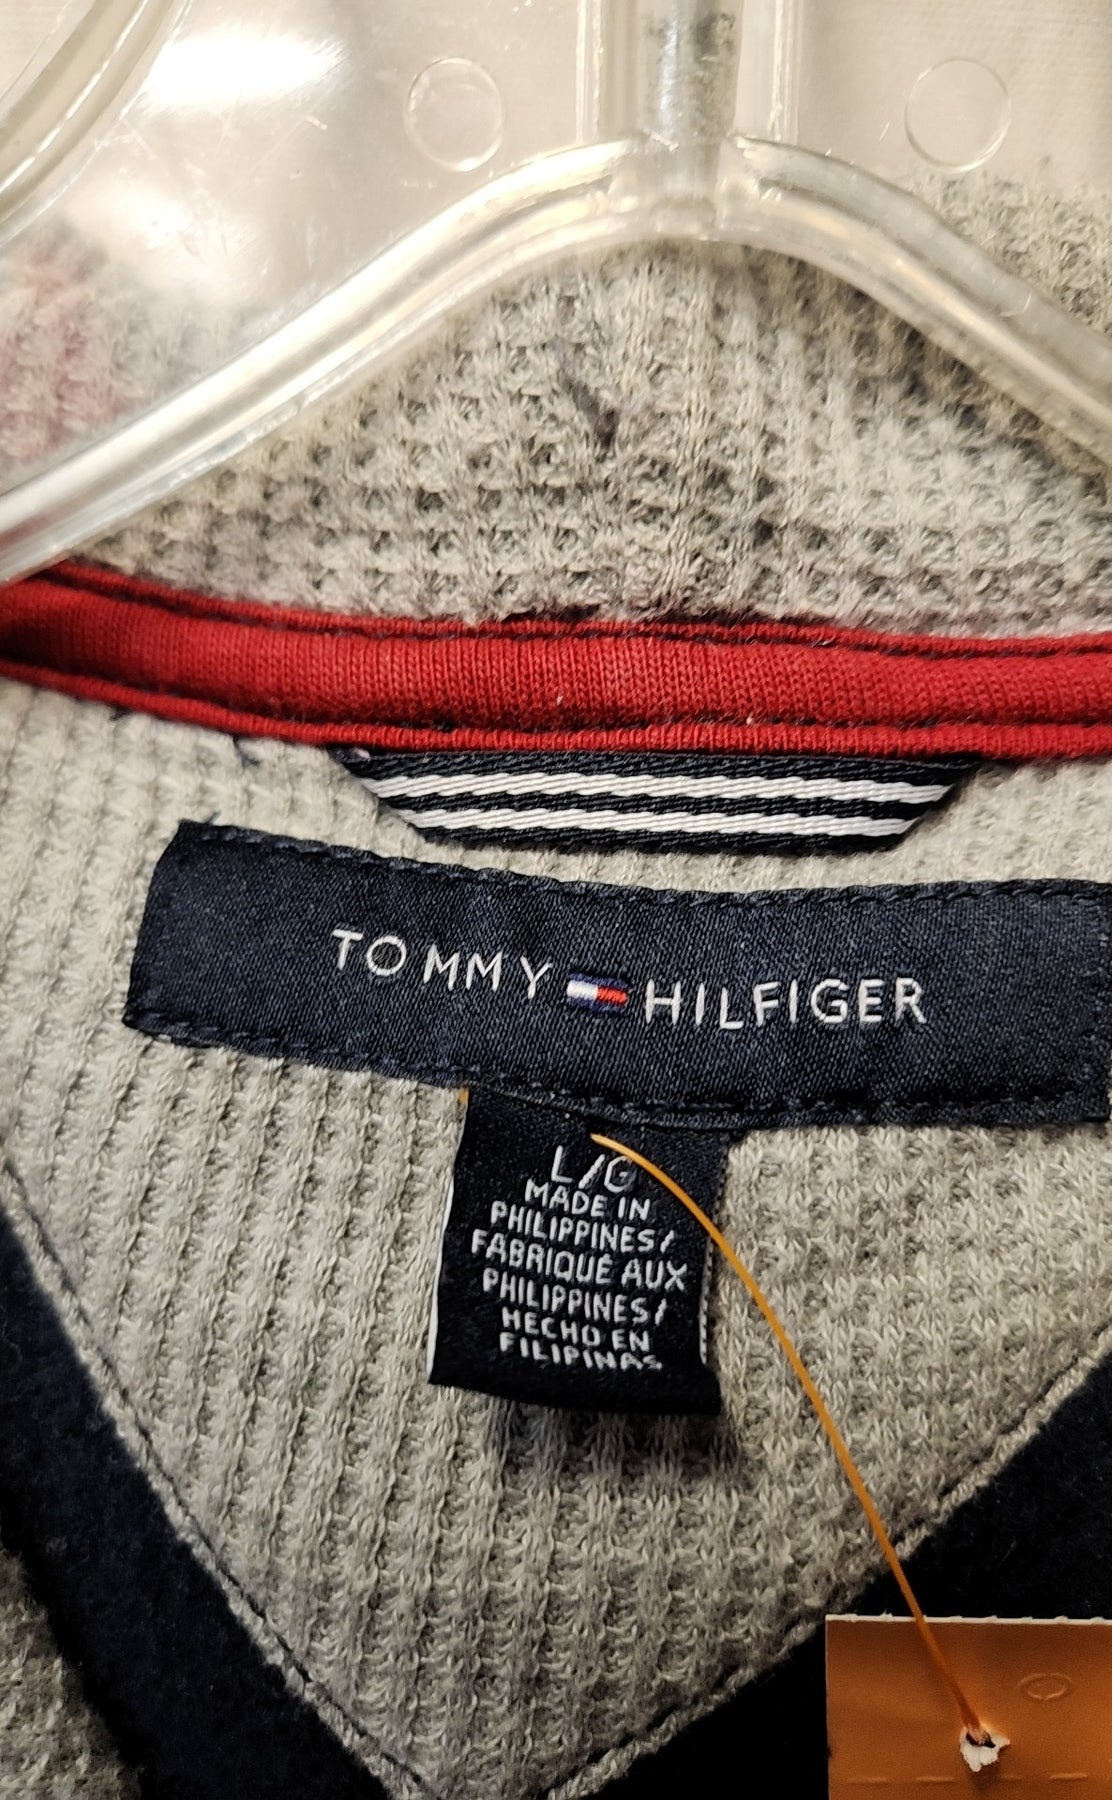 TOMMY HILFIGER
L/G
MADE IN
PHILIPPINES/
FABRIQUÉ AUX
PHILIPPINES/
HECHO EN
FILIPINAS